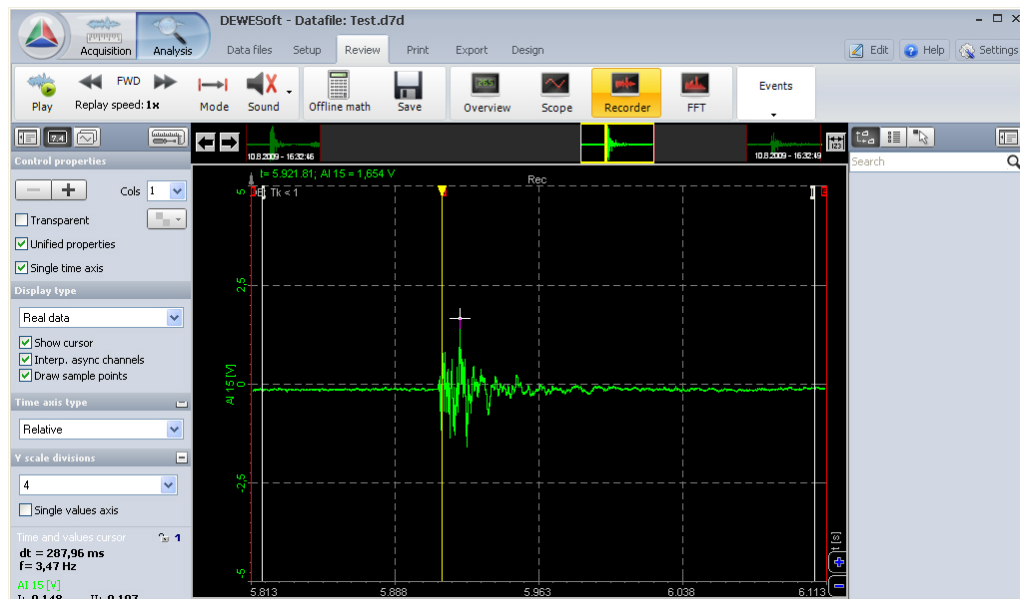 DEWESoft - Datafile: Test.d7d
Acquisition
Analysis
Data files
Setup
Review
Print
Export
Design
Edit
Help
Settings
FWD
Play
Replay speed: 1x
Mode
Sound
Offline math
Save
Overview
Scope
Recorder
FFT
Events
10.8.2009 - 16:32:46
10.8.2009 - 16:32:49
Search
Control properties
Cols 1
Transparent
Unified properties
Single time axis
Display type
Real data
Show cursor
Interp. async channels
Draw sample points
Time axis type
Relative
Y scale divisions
4
Single values axis
Time and values cursor 1
dt = 287,96 ms
f= 3,47 Hz
AI 15 [V]
t= 5.921.81; AI 15 = 1,654 V
Rec
Tk < 1
5
2,5
0
-2,5
-5
AI 15 [V]
t [s]
5.813
5.888
5.963
6.038
6.113